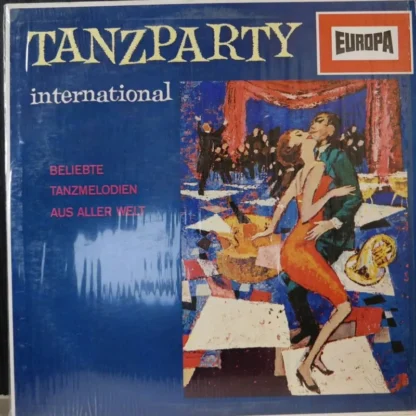 TANZPARTY
EUROPA
international
BELIEBTE
TANZMELODIEN
AUS ALLER WELT